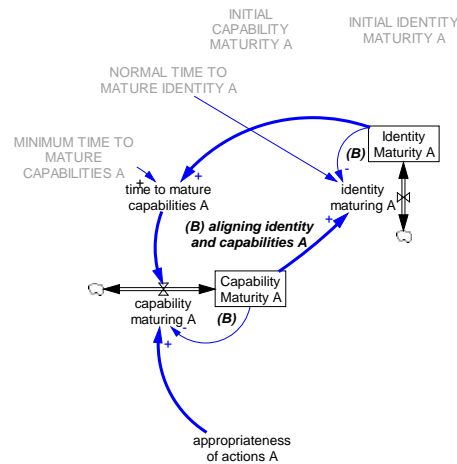 INITIAL
CAPABILITY
MATURITY A
INITIAL IDENTITY
MATURITY A
NORMAL TIME TO
MATURE IDENTITY A
MINIMUM TIME TO
MATURE
CAPABILITIES A
Identity
Maturity A
(B)
-
+
+
time to mature
capabilities A
identity
maturing A
(B) aligning identity
and capabilities A
+
Capability
Maturity A
capability
maturing A
(B)
-
+
appropriateness
of actions A